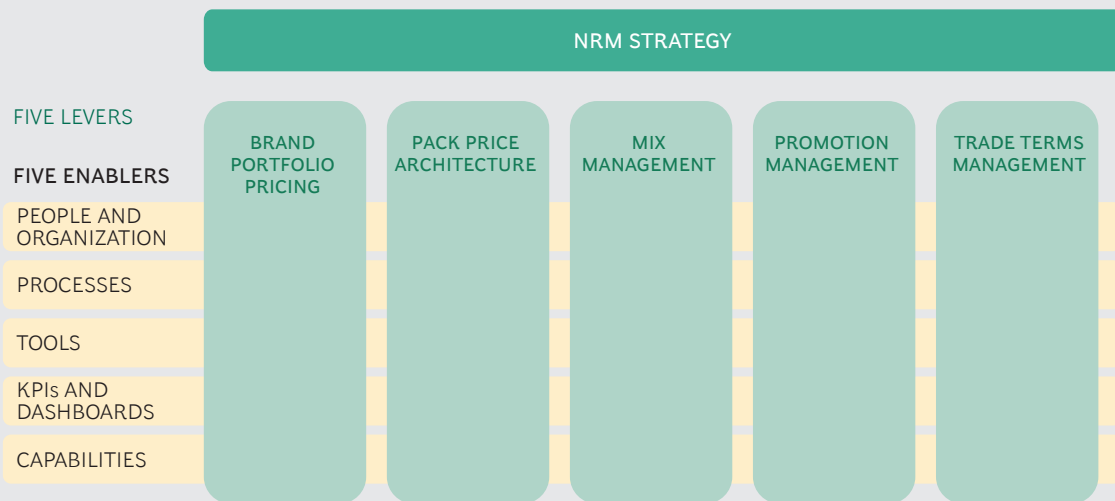 NRM STRATEGY
FIVE LEVERS
BRAND
PORTFOLIO
PRICING
PACK PRICE
ARCHITECTURE
MIX
MANAGEMENT
PROMOTION
MANAGEMENT
TRADE TERMS
MANAGEMENT
FIVE ENABLERS
PEOPLE AND
ORGANIZATION
PROCESSES
TOOLS
KPIs AND
DASHBOARDS
CAPABILITIES